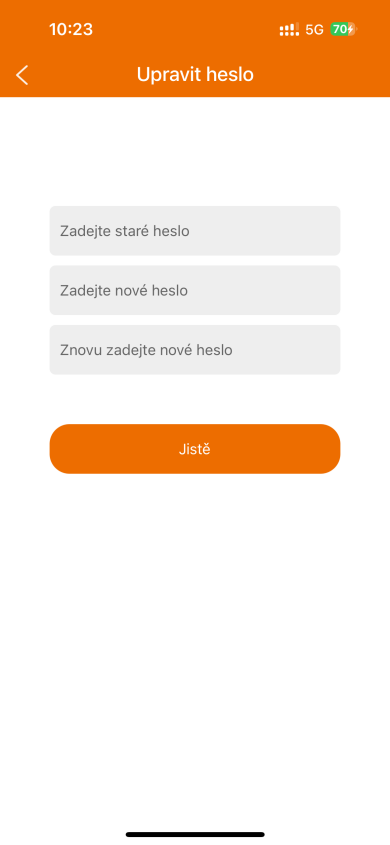 10:23
5G
70
Upravit heslo
Zadejte staré heslo
Zadejte nové heslo
Znovu zadejte nové heslo
Jistě